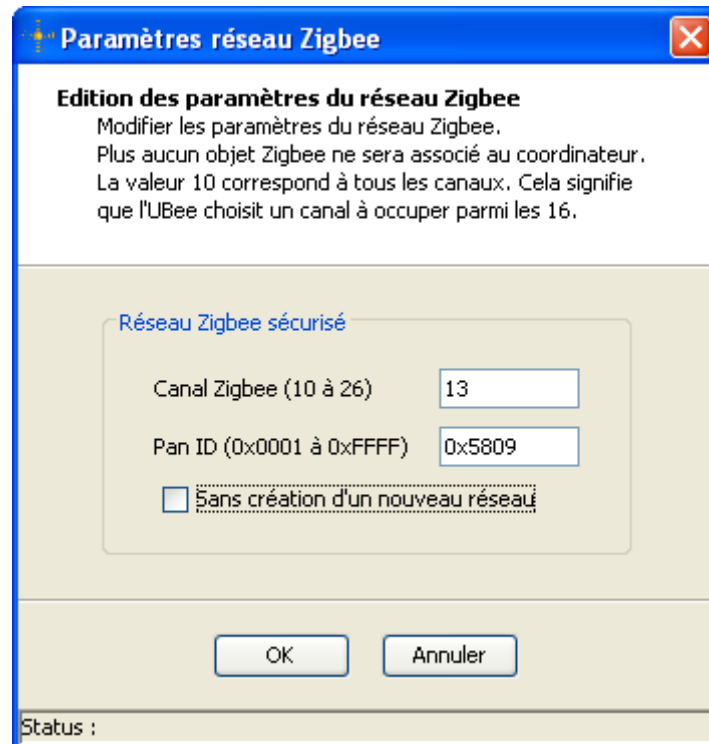 Paramètres réseau Zigbee
Edition des paramètres du réseau Zigbee
Modifier les paramètres du réseau Zigbee.
Plus aucun objet Zigbee ne sera associé au coordinateur.
La valeur 10 correspond à tous les canaux. Cela signifie
que l'UBee choisit un canal à occuper parmi les 16.
Réseau Zigbee sécurisé
Canal Zigbee (10 à 26) 13
Pan ID (0x0001 à 0xFFFF) 0x5809
Sans création d'un nouveau réseau
OK Annuler
Status :